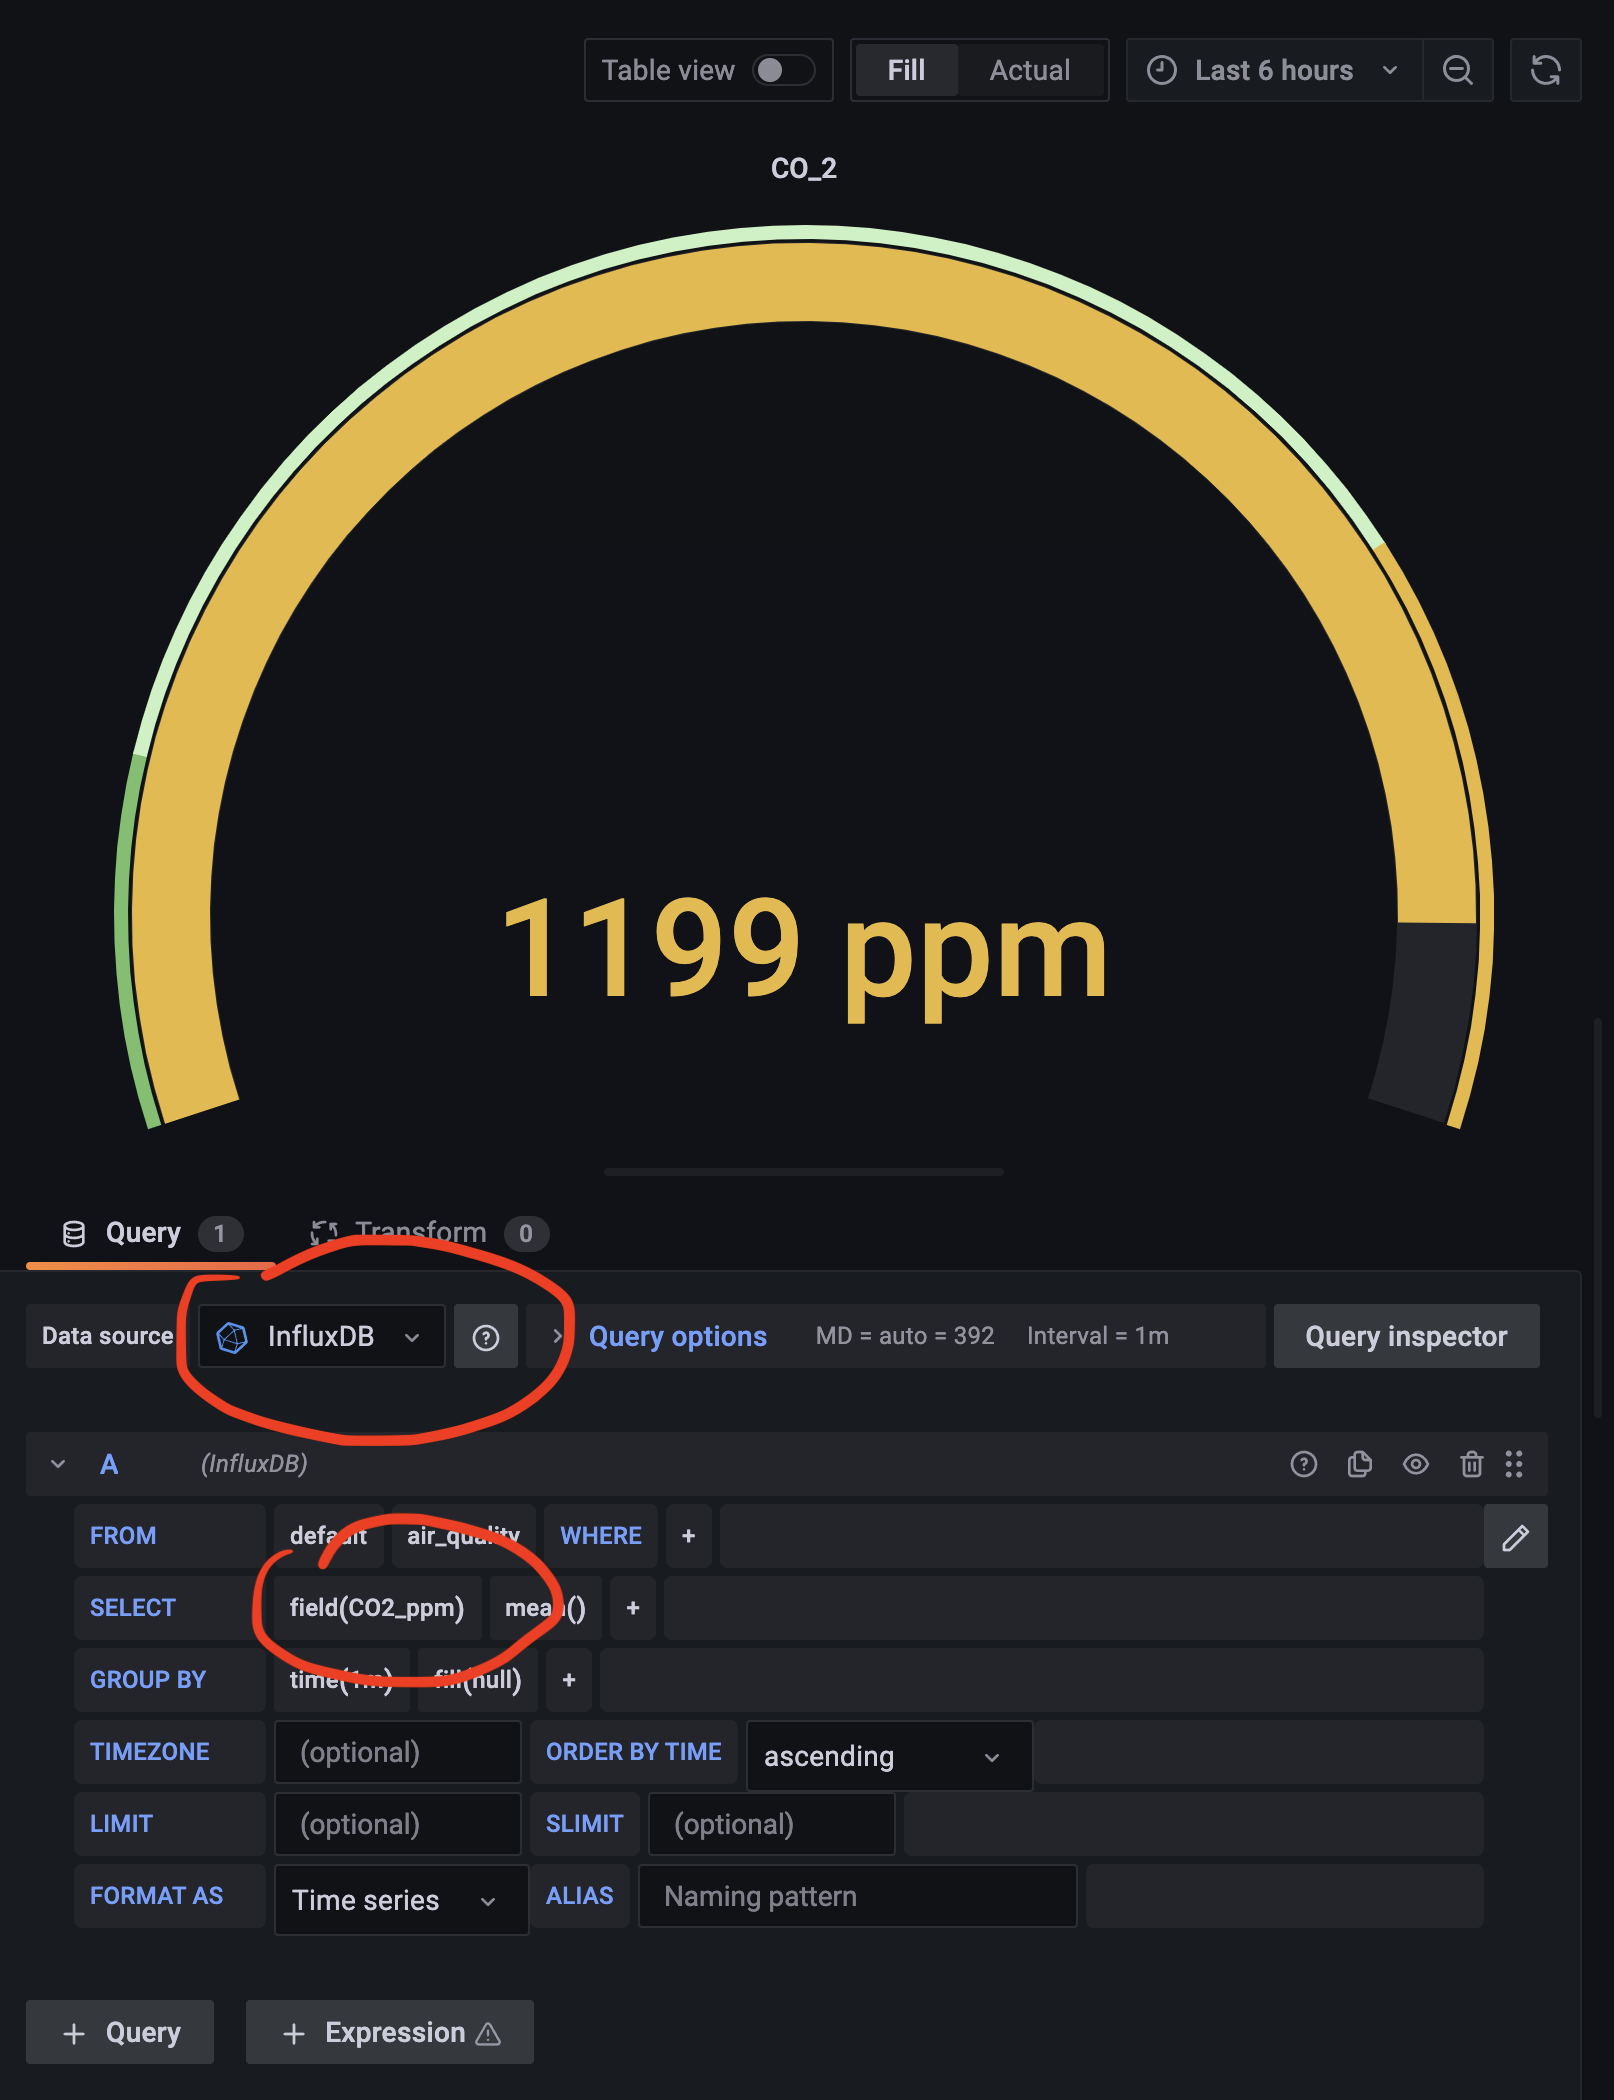 Table view Fill Actual Last 6 hours
CO_2
1199 ppm
Query 1 Transform 0
Data source InfluxDB Query options MD = auto = 392 Interval = 1m Query inspector
A (InfluxDB)
FROM default air_quality WHERE +
SELECT field(CO2_ppm) mean() +
GROUP BY time(1m) fill(null) +
TIMEZONE (optional) ORDER BY TIME ascending
LIMIT (optional) SLIMIT (optional)
FORMAT AS Time series ALIAS Naming pattern
+ Query + Expression